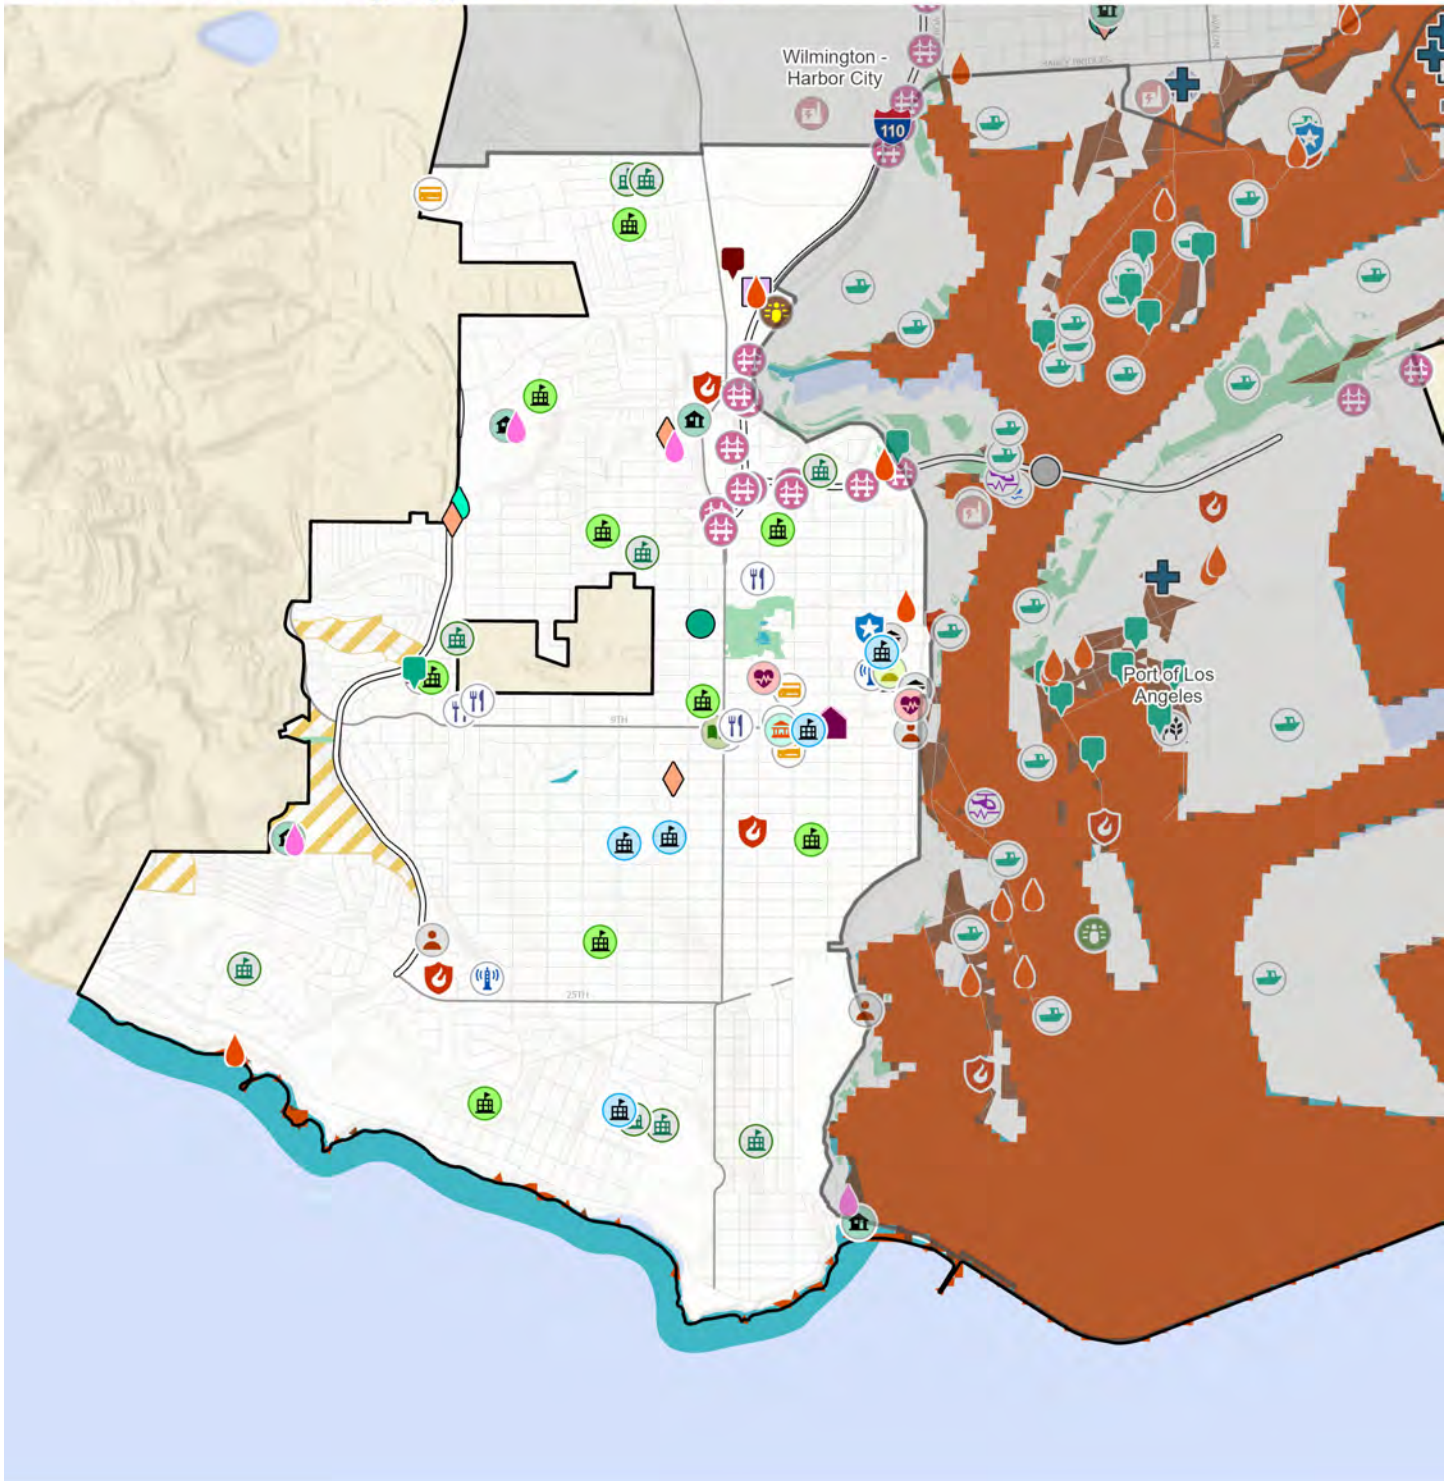 Wilmington -
Harbor City
110
Port of Los
Angeles
9TH
25TH